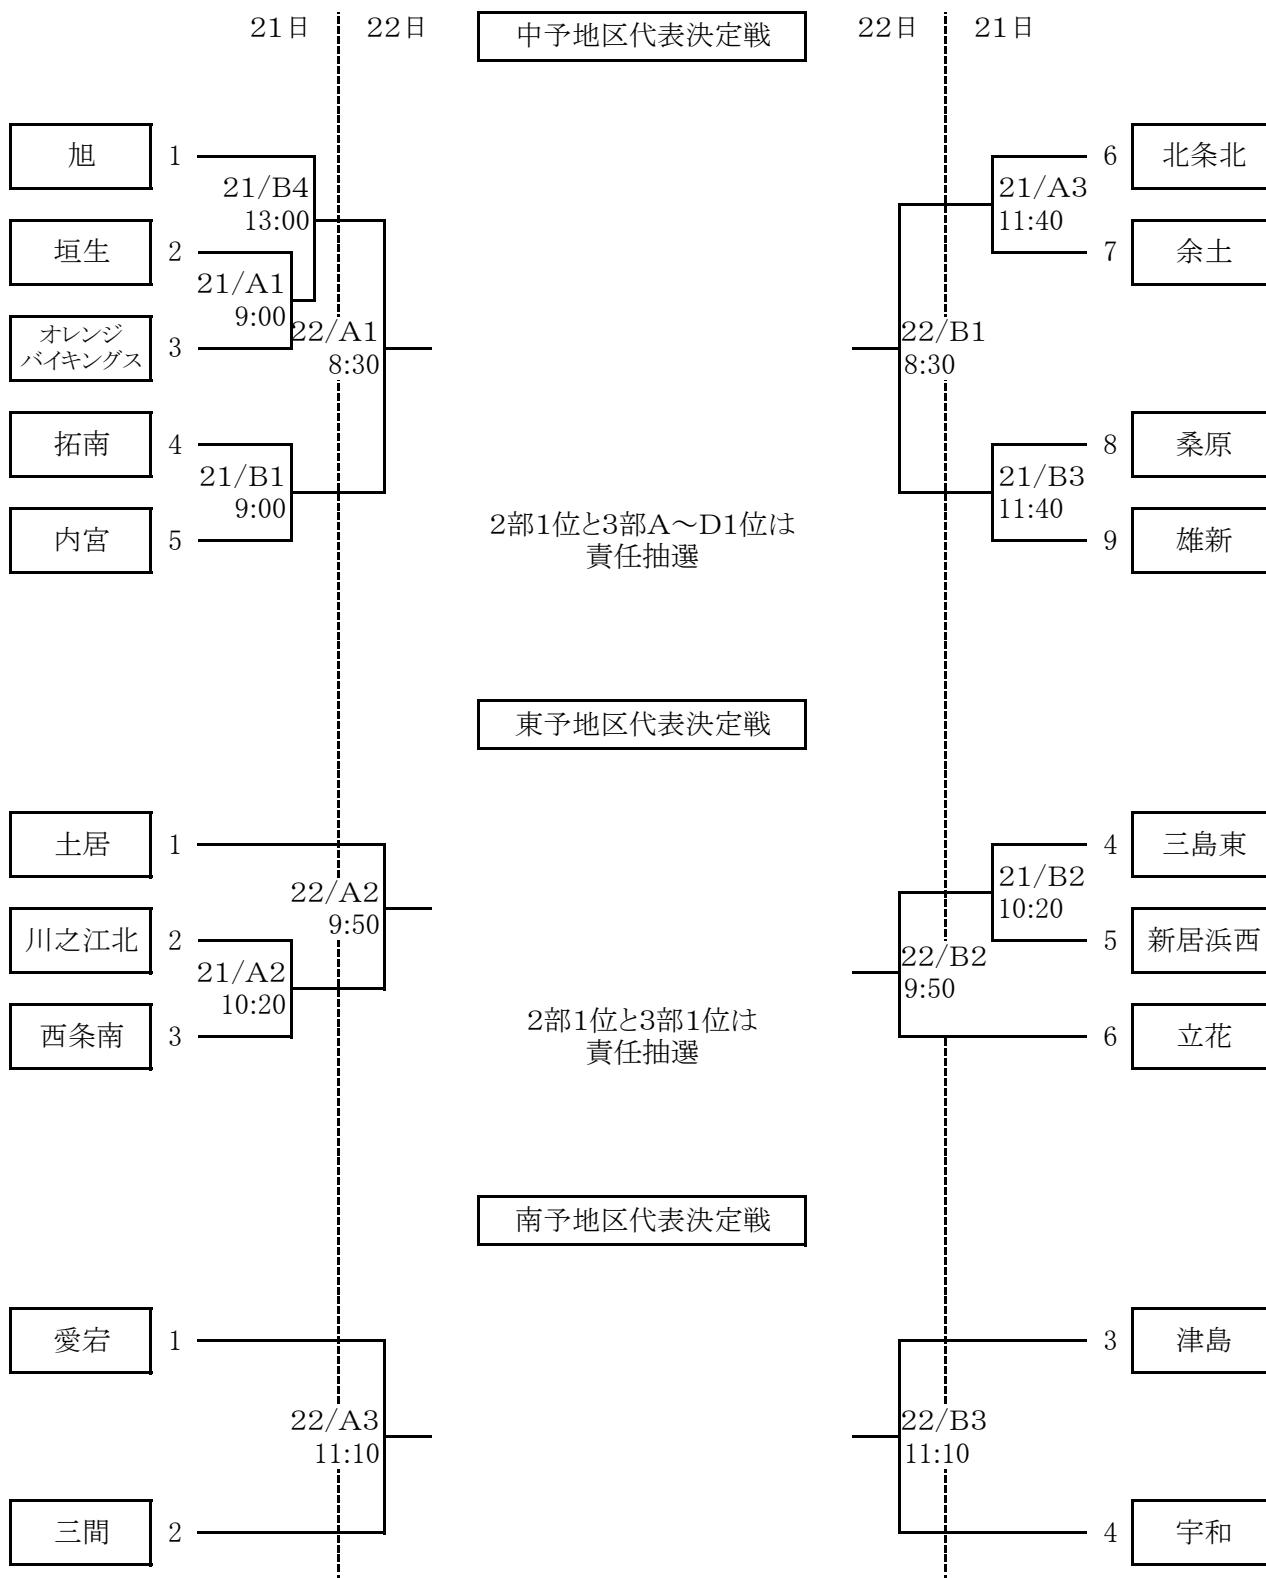 21日
22日
中予地区代表決定戦
22日
21日
旭
1
21/B4
13:00
垣生
2
21/A1
9:00
オレンジ
バイキングス
3
22/A1
8:30
拓南
4
21/B1
9:00
内宮
5
6
北条北
21/A3
11:40
7
余土
22/B1
8:30
8
桑原
21/B3
11:40
9
雄新
2部1位と3部A～D1位は
責任抽選
東予地区代表決定戦
土居
1
22/A2
9:50
川之江北
2
21/A2
10:20
西条南
3
4
三島東
21/B2
10:20
5
新居浜西
22/B2
9:50
6
立花
2部1位と3部1位は
責任抽選
南予地区代表決定戦
愛宕
1
22/A3
11:10
三間
2
3
津島
22/B3
11:10
4
宇和